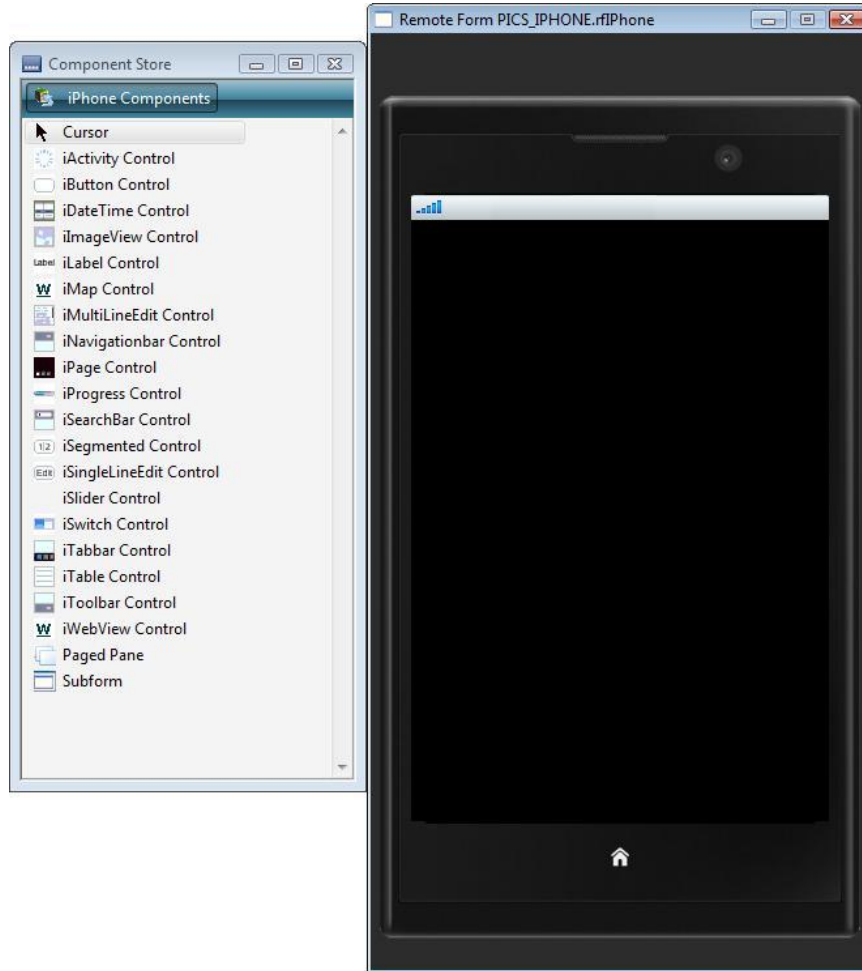 Component Store
iPhone Components
Cursor
iActivity Control
iButton Control
iDateTime Control
iImageView Control
Label iLabel Control
W iMap Control
iMultiLineEdit Control
iNavigationbar Control
iPage Control
iProgress Control
iSearchBar Control
1|2 iSegmented Control
Edit iSingleLineEdit Control
iSlider Control
iSwitch Control
iTabbar Control
iTable Control
iToolbar Control
W iWebView Control
Paged Pane
Subform
Remote Form PICS_IPHONE.rfIPhone